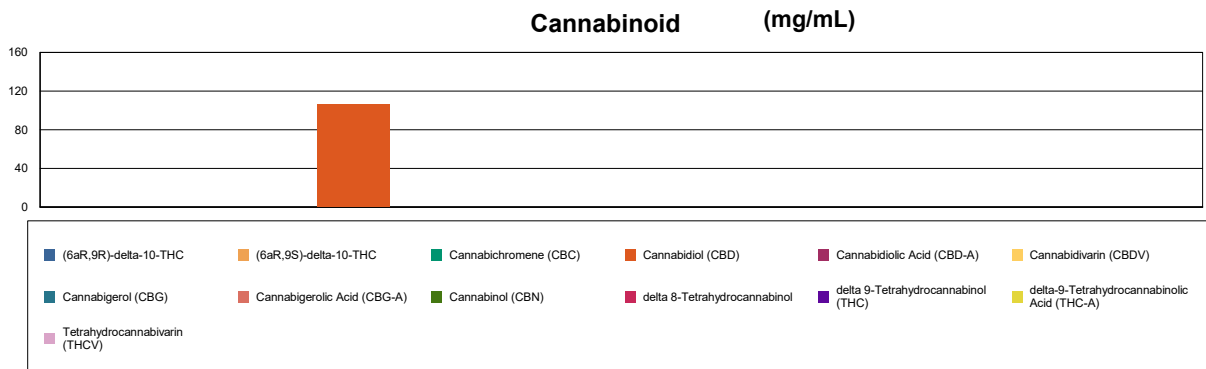 Cannabinoid (mg/mL)
160
120
80
40
0
(6aR,9R)-delta-10-THC (6aR,9S)-delta-10-THC Cannabichromene (CBC) Cannabidiol (CBD) Cannabidiolic Acid (CBD-A) Cannabidivarin (CBDV)
Cannabigerol (CBG) Cannabigerolic Acid (CBG-A) Cannabinol (CBN) delta 8-Tetrahydrocannabinol delta 9-Tetrahydrocannabinol delta-9-Tetrahydrocannabinolic
(THC) Acid (THC-A)
Tetrahydrocannabivarin
(THCV)